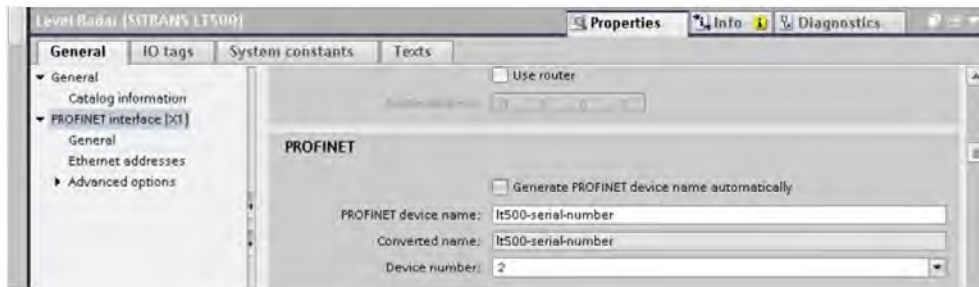 Level Radar [SITRANS LT500]
Properties
Info
Diagnostics
General
IO tags
System constants
Texts
General
Catalog information
PROFINET interface [X1]
General
Ethernet addresses
Advanced options
Use router
PROFINET
Generate PROFINET device name automatically
PROFINET device name: lt500-serial-number
Converted name: lt500-serial-number
Device number: 2